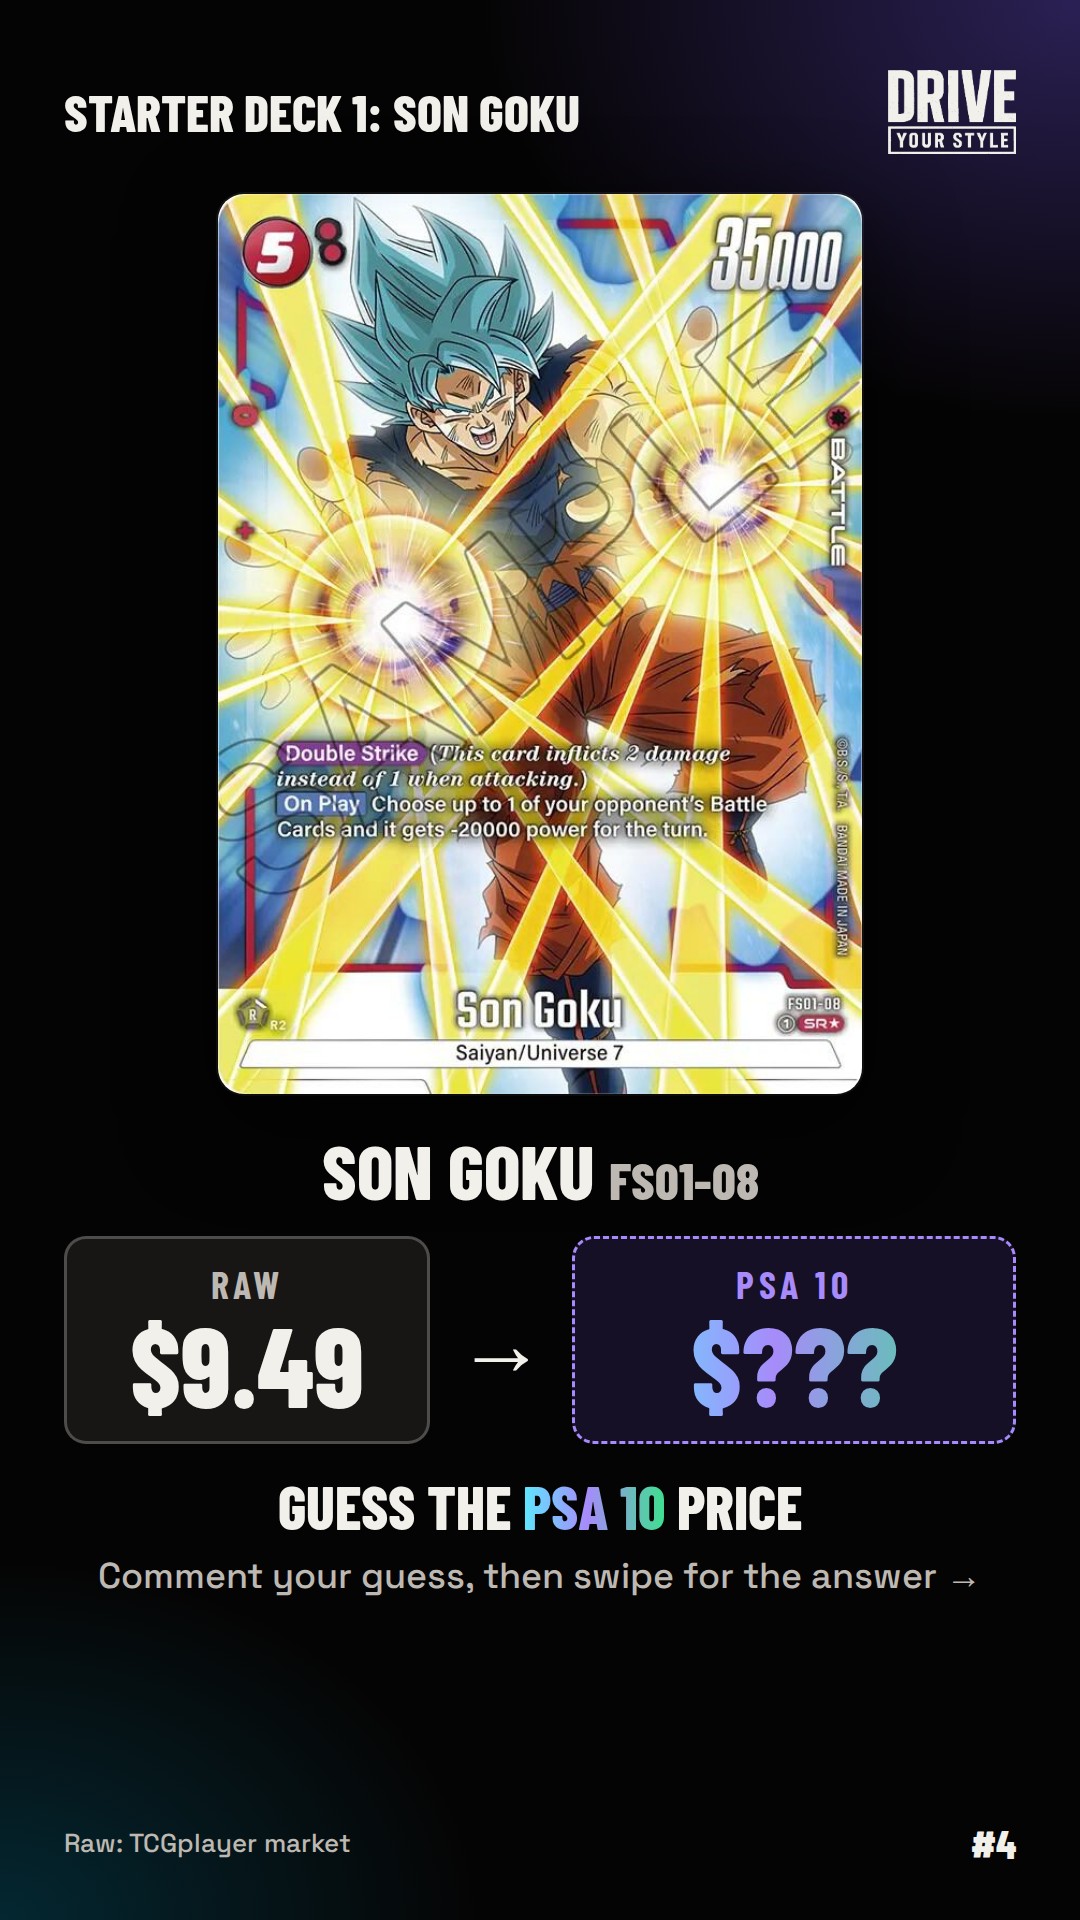 STARTER DECK 1: SON GOKU
DRIVE
YOUR STYLE
5 8
35000
BATTLE
SAMPLE
Double Strike (This card inflicts 2 damage
instead of 1 when attacking.)
On Play Choose up to 1 of your opponent's Battle
Cards and it gets -20000 power for the turn.
©B.S./S.,T.A. BANDAI MADE IN JAPAN
R R2
Son Goku
FS01-08
1 SR★
Saiyan/Universe 7
SON GOKU FS01-08
RAW
$9.49
→
PSA 10
$???
GUESS THE PSA 10 PRICE
Comment your guess, then swipe for the answer →
Raw: TCGplayer market
#4